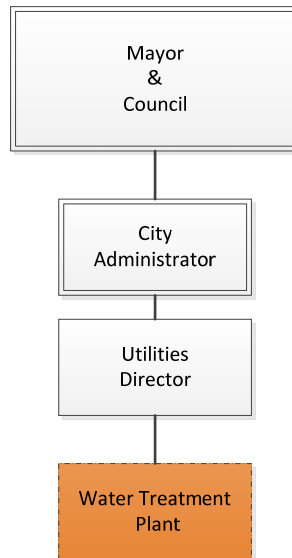 Mayor
&
Council
City
Administrator
Utilities
Director
Water Treatment
Plant